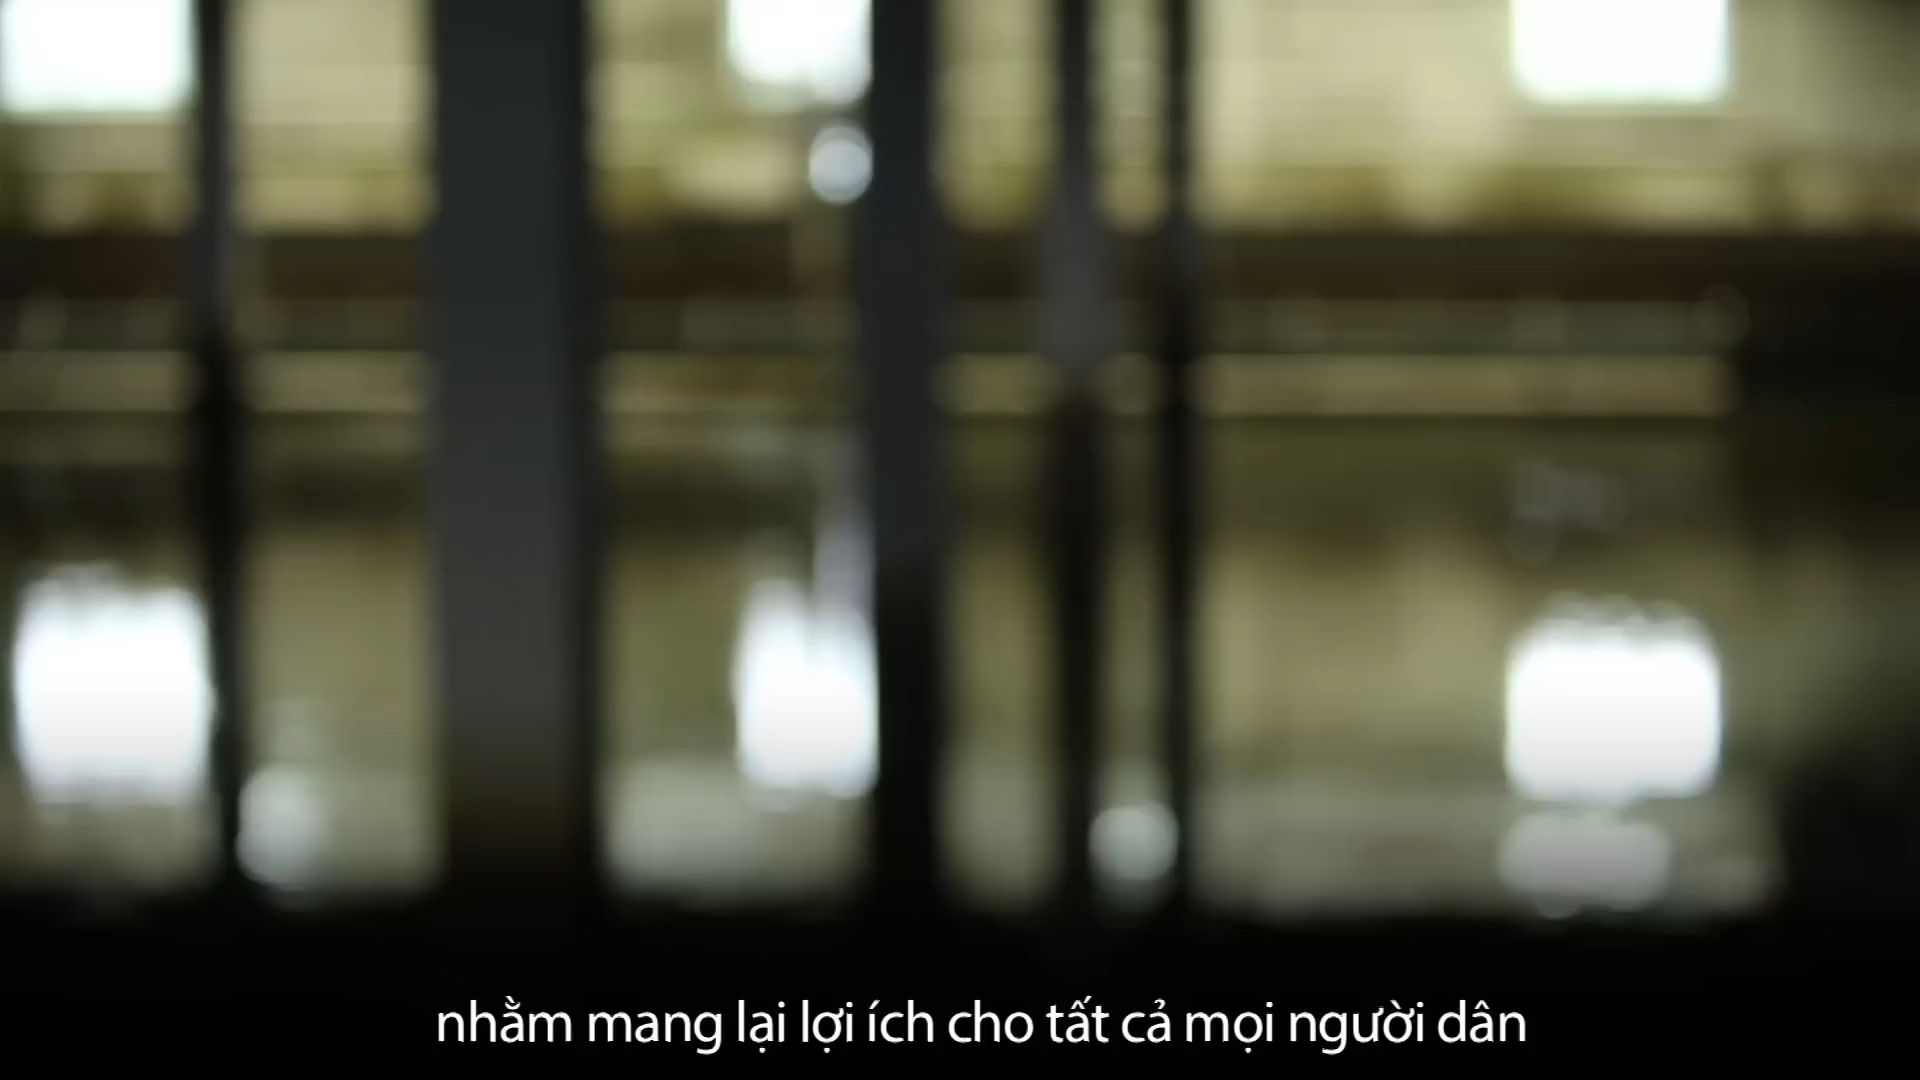 nhằm mang lại lợi ích cho tất cả mọi người dân